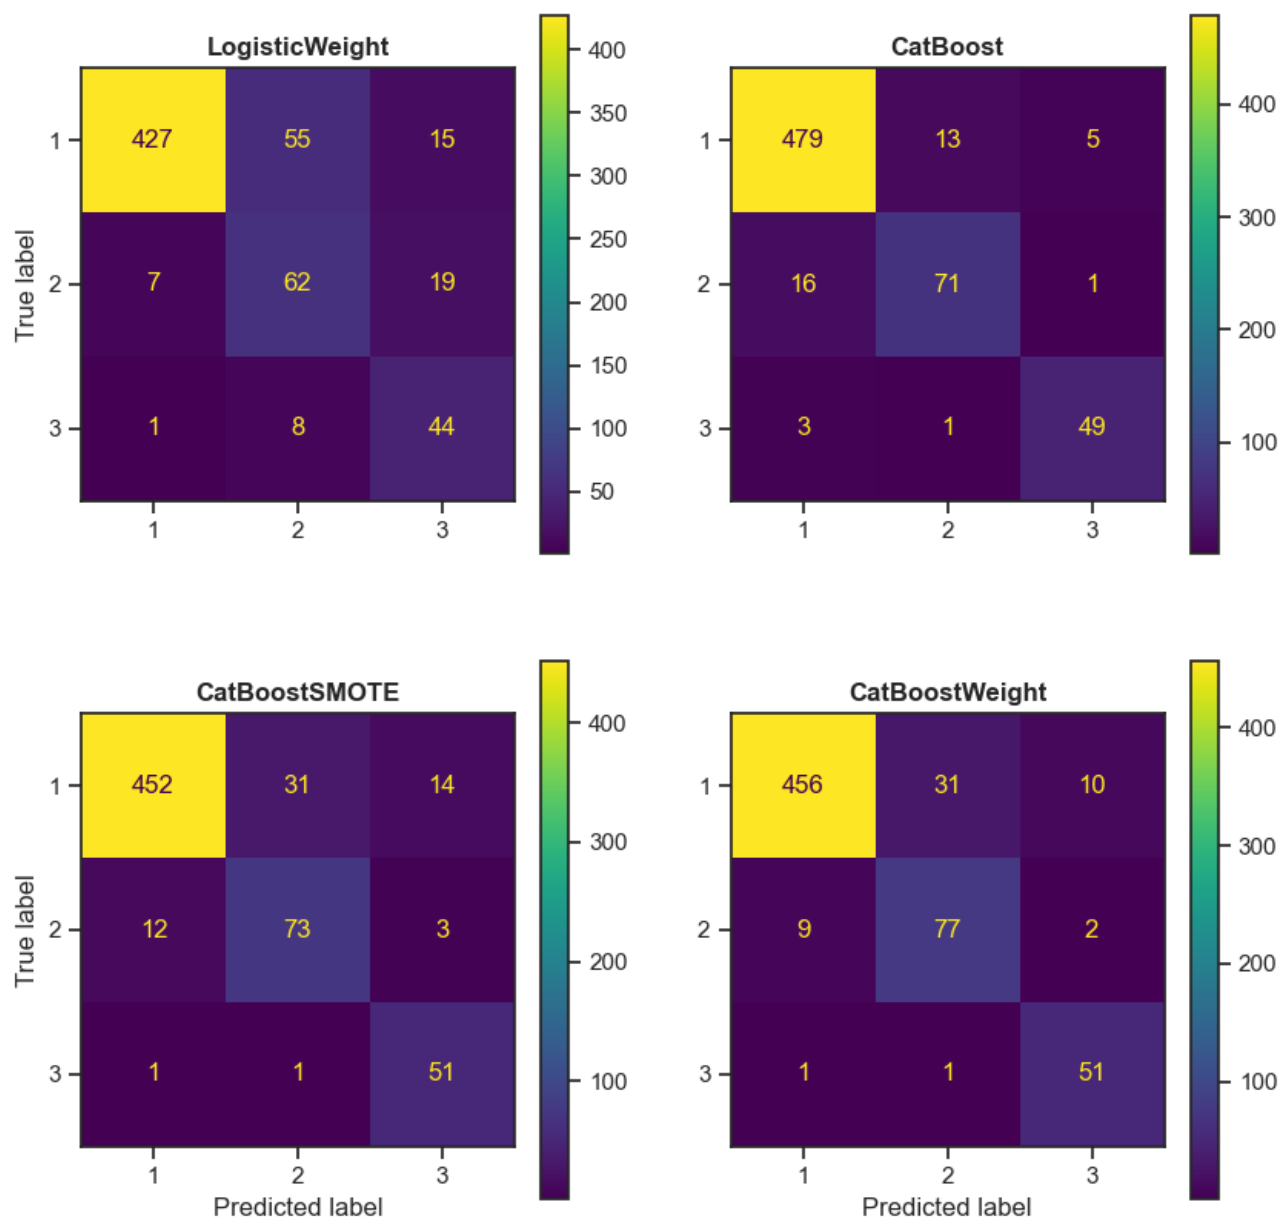 LogisticWeight
CatBoost
1 427 55 15
2 7 62 19
3 1 8 44
1 2 3
True label
400
350
300
250
200
150
100
50
1 479 13 5
2 16 71 1
3 3 1 49
1 2 3
400
300
200
100
CatBoostSMOTE
CatBoostWeight
1 452 31 14
2 12 73 3
3 1 1 51
1 2 3
True label
Predicted label
400
300
200
100
1 456 31 10
2 9 77 2
3 1 1 51
1 2 3
Predicted label
400
300
200
100